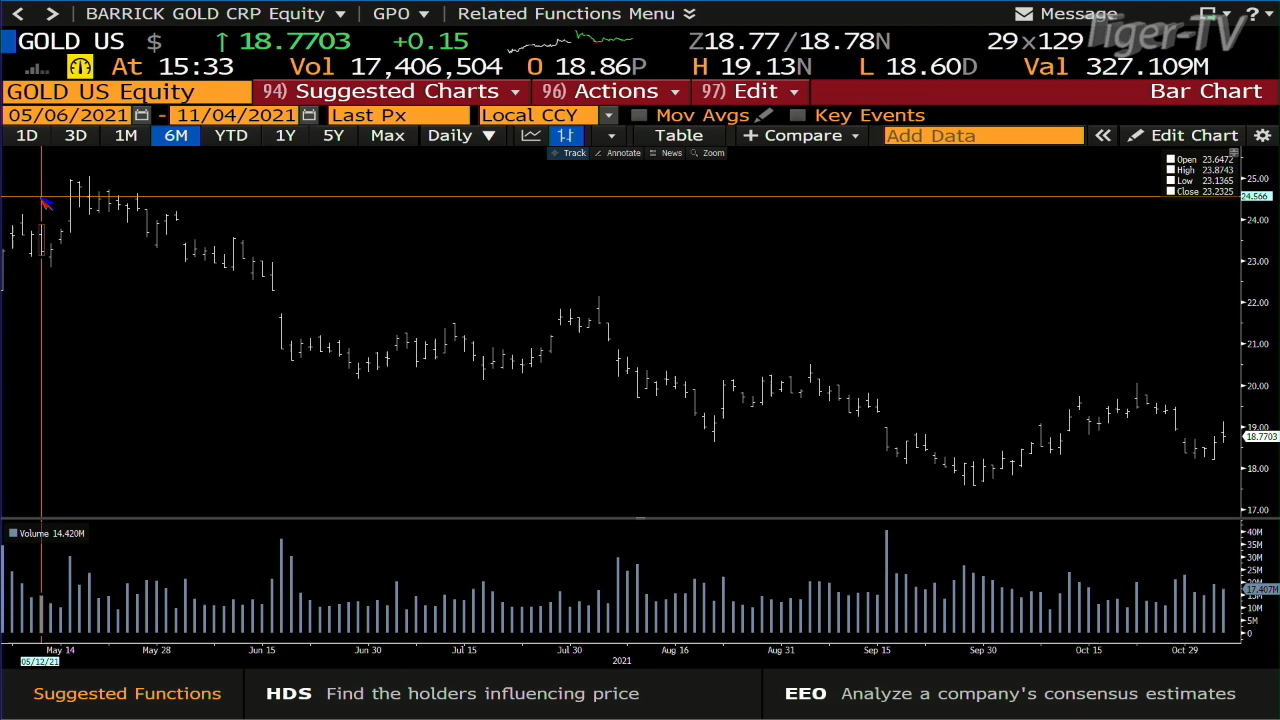 BARRICK GOLD CRP Equity GPO Related Functions Menu Message ?
Tiger-TV
GOLD US $ ↑ 18.7703 +0.15 Z18.77/18.78N 29×129
At 15:33 Vol 17,406,504 O 18.86P H 19.13N L 18.60D Val 327.109M
GOLD US Equity 94) Suggested Charts 96) Actions 97) Edit Bar Chart
05/06/2021 - 11/04/2021 Last Px Local CCY Mov Avgs Key Events
1D 3D 1M 6M YTD 1Y 5Y Max Daily ▼ Table + Compare Add Data « Edit Chart
Track Annotate News Zoom
Open 23.6472
High 23.8743
Low 23.1365
Close 23.2325
25.00
24.566
24.00
23.00
22.00
21.00
20.00
19.00
18.7703
18.00
17.00
Volume 14.420M
40M
35M
30M
25M
20M
17.407M
15M
10M
5M
0
May 14 May 28 Jun 15 Jun 30 Jul 15 Jul 30 Aug 16 Aug 31 Sep 15 Sep 30 Oct 15 Oct 29
05/12/21 2021
Suggested Functions HDS Find the holders influencing price EEO Analyze a company's consensus estimates